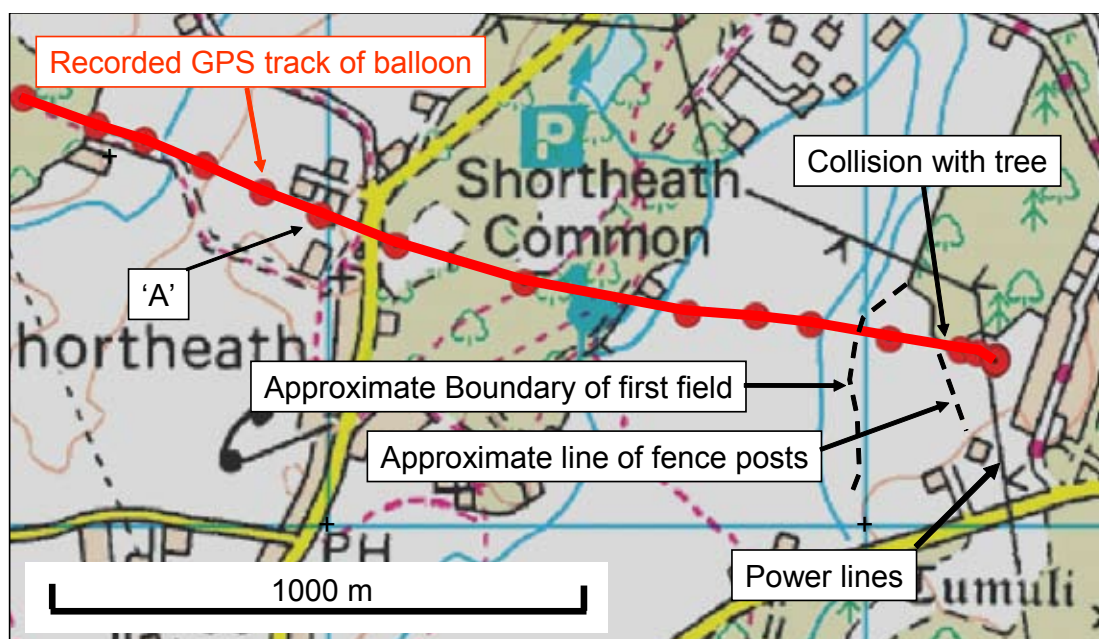 Recorded GPS track of balloon
P
Shortheath
Common
Collision with tree
'A'
hortheath
Approximate Boundary of first field
Approximate line of fence posts
PH
1000 m
Power lines
Tumuli